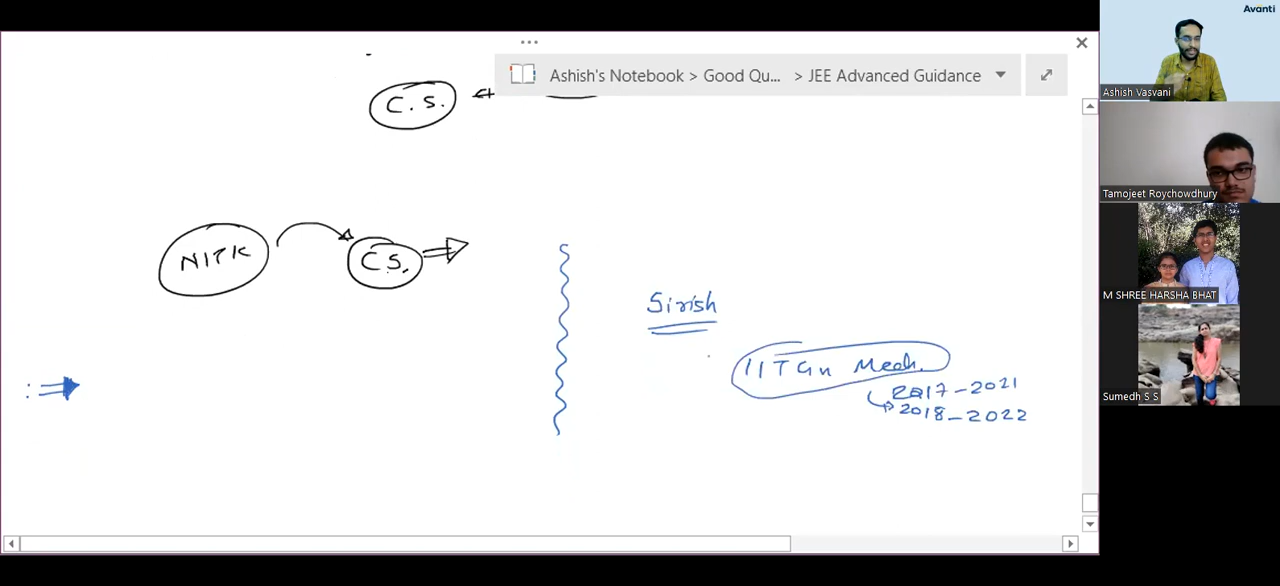 Avanti
...
Ashish's Notebook > Good Qu... > JEE Advanced Guidance
C.S.
Ashish Vasvani
Tamojeet Roychowdhury
NITK
C.S.
M SHREE HARSHA BHAT
Sirish
IITGn Mech.
2017-2021
2018-2022
Sumedh S S